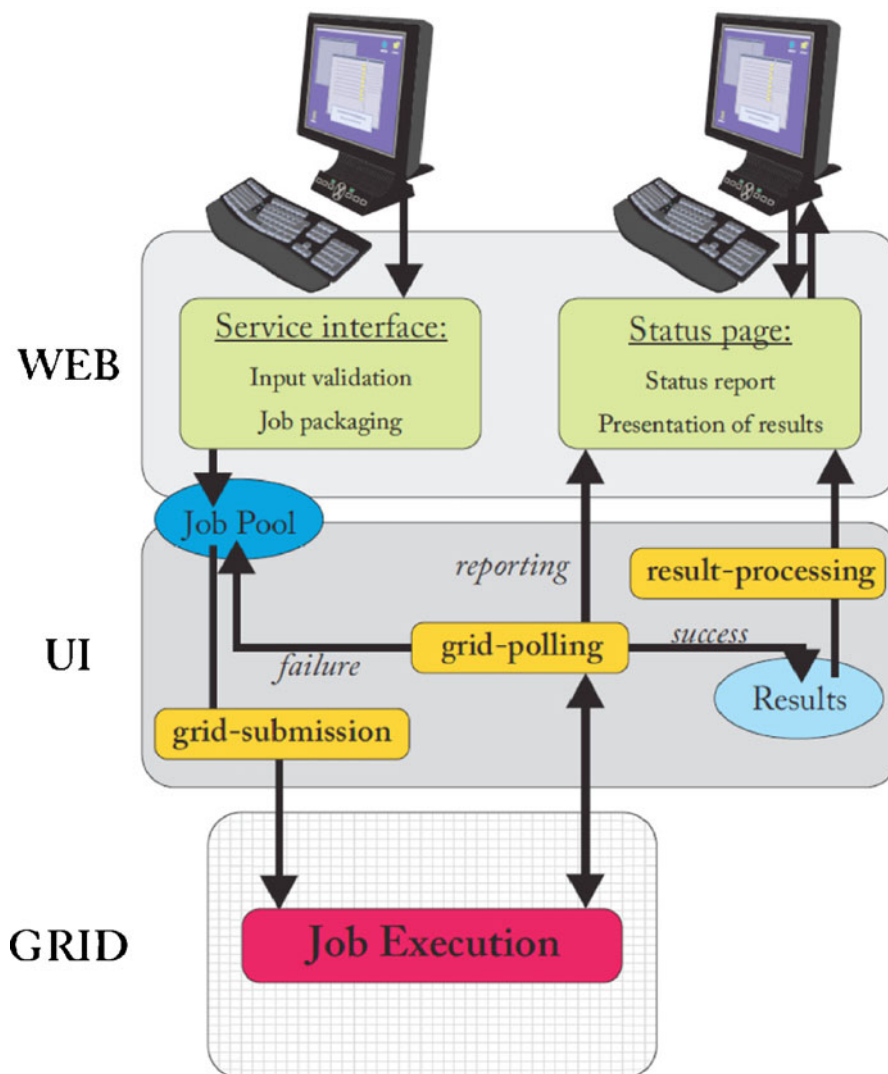 WEB
Service interface:
Input validation
Job packaging
Status page:
Status report
Presentation of results
Job Pool
UI
reporting
result-processing
failure
grid-polling
success
Results
grid-submission
GRID
Job Execution